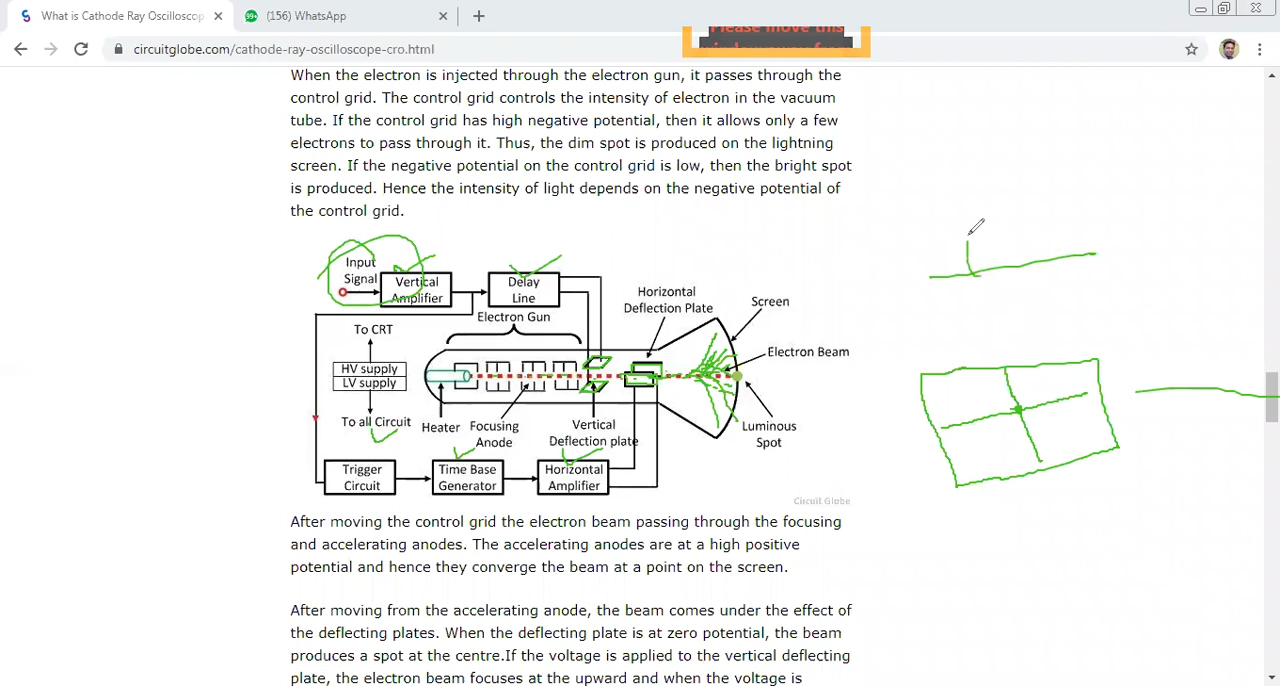 What is Cathode Ray Oscilloscop
(156) WhatsApp
99+
circuitglobe.com/cathode-ray-oscilloscope-cro.html
Please move this
When the electron is injected through the electron gun, it passes through the
control grid. The control grid controls the intensity of electron in the vacuum
tube. If the control grid has high negative potential, then it allows only a few
electrons to pass through it. Thus, the dim spot is produced on the lightning
screen. If the negative potential on the control grid is low, then the bright spot
is produced. Hence the intensity of light depends on the negative potential of
the control grid.
Input
Signal
Vertical
Amplifier
Delay
Line
Horizontal
Deflection Plate
Screen
Electron Gun
To CRT
Electron Beam
HV supply
LV supply
To all Circuit
Heater
Focusing
Anode
Vertical
Deflection plate
Luminous
Spot
Trigger
Circuit
Time Base
Generator
Horizontal
Amplifier
Circuit Globe
After moving the control grid the electron beam passing through the focusing
and accelerating anodes. The accelerating anodes are at a high positive
potential and hence they converge the beam at a point on the screen.
After moving from the accelerating anode, the beam comes under the effect of
the deflecting plates. When the deflecting plate is at zero potential, the beam
produces a spot at the centre.If the voltage is applied to the vertical deflecting
plate, the electron beam focuses at the upward and when the voltage is